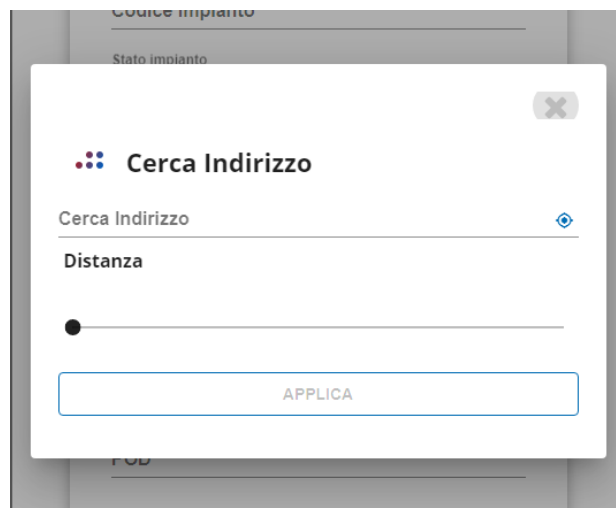 Codice Impianto
Stato impianto
Cerca Indirizzo
Cerca Indirizzo
Distanza
APPLICA
POD